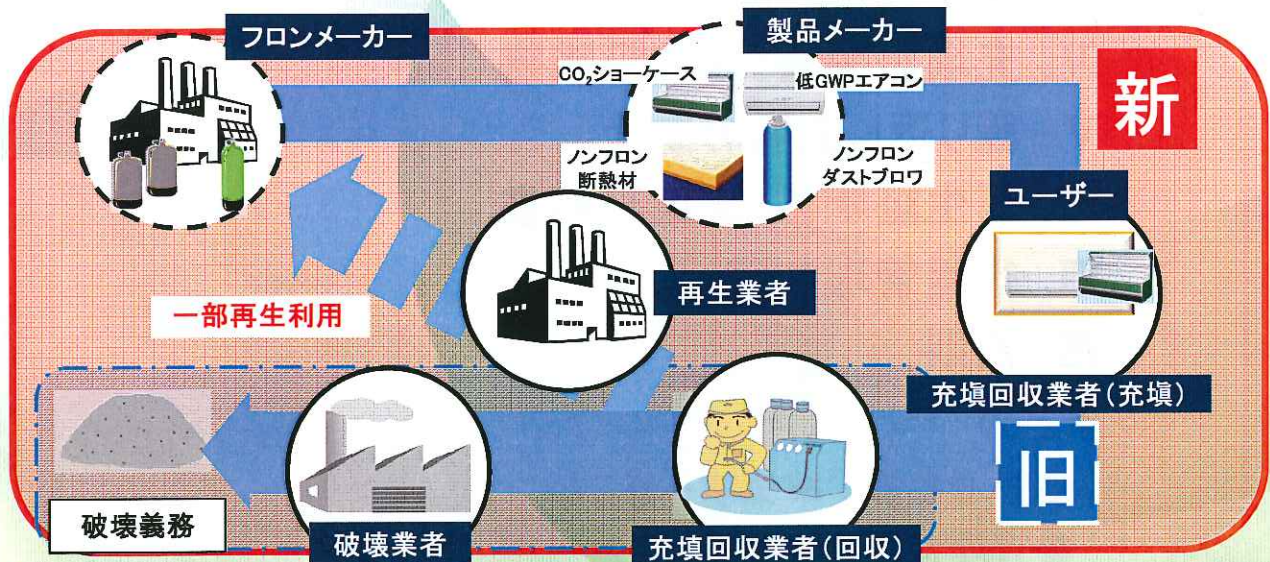 フロンメーカー
製品メーカー
新
CO₂ショーケース
低GWPエアコン
ノンフロン
断熱材
ノンフロン
ダストブロワ
ユーザー
再生業者
一部再生利用
充塡回収業者(充塡)
旧
破壊義務
破壊業者
充塡回収業者(回収)